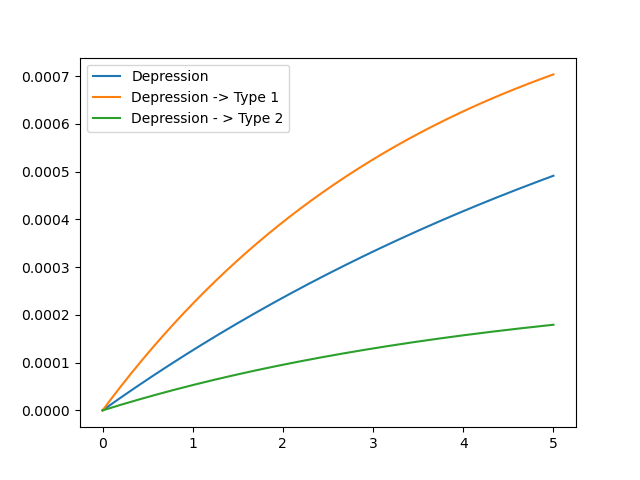 Depression
Depression -> Type 1
Depression - > Type 2
0.0007
0.0006
0.0005
0.0004
0.0003
0.0002
0.0001
0.0000
0 1 2 3 4 5